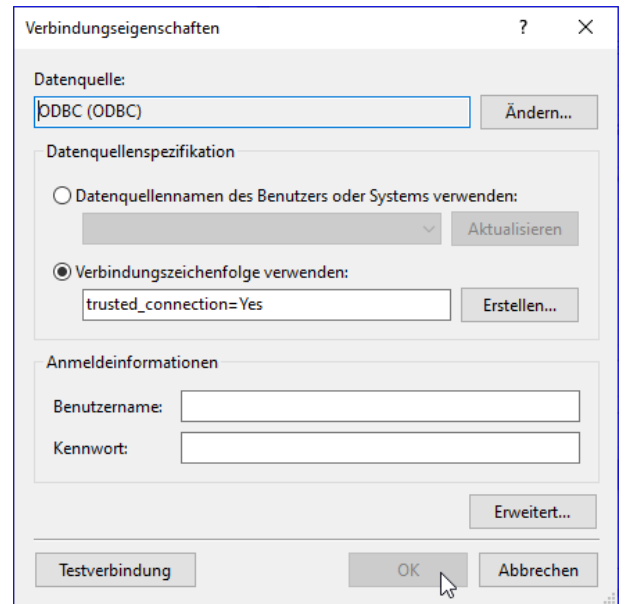 Verbindungseigenschaften ?
Datenquelle:
ODBC (ODBC) Ändern...
Datenquellenspezifikation
Datenquellennamen des Benutzers oder Systems verwenden:
Aktualisieren
Verbindungszeichenfolge verwenden:
trusted_connection=Yes Erstellen...
Anmeldeinformationen
Benutzername:
Kennwort:
Erweitert...
Testverbindung OK Abbrechen